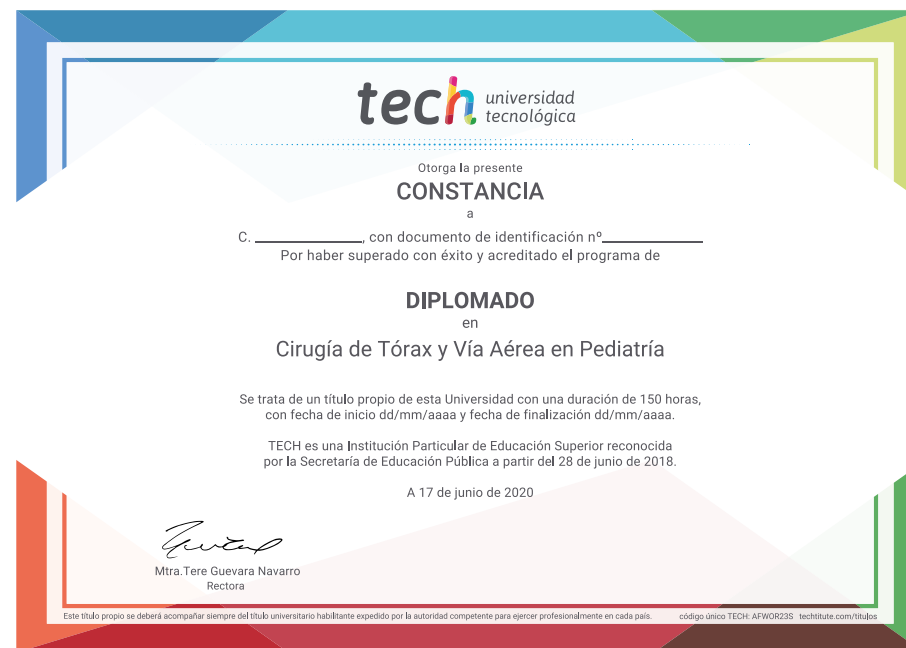 tech universidad
tecnológica
Otorga la presente
CONSTANCIA
a
C. ______________, con documento de identificación nº______________
Por haber superado con éxito y acreditado el programa de
DIPLOMADO
en
Cirugía de Tórax y Vía Aérea en Pediatría
Se trata de un título propio de esta Universidad con una duración de 150 horas,
con fecha de inicio dd/mm/aaaa y fecha de finalización dd/mm/aaaa.
TECH es una Institución Particular de Educación Superior reconocida
por la Secretaría de Educación Pública a partir del 28 de junio de 2018.
A 17 de junio de 2020
Mtra.Tere Guevara Navarro
Rectora
Este título propio se deberá acompañar siempre del título universitario habilitante expedido por la autoridad competente para ejercer profesionalmente en cada país. código único TECH: AFWOR23S techtitute.com/titulos